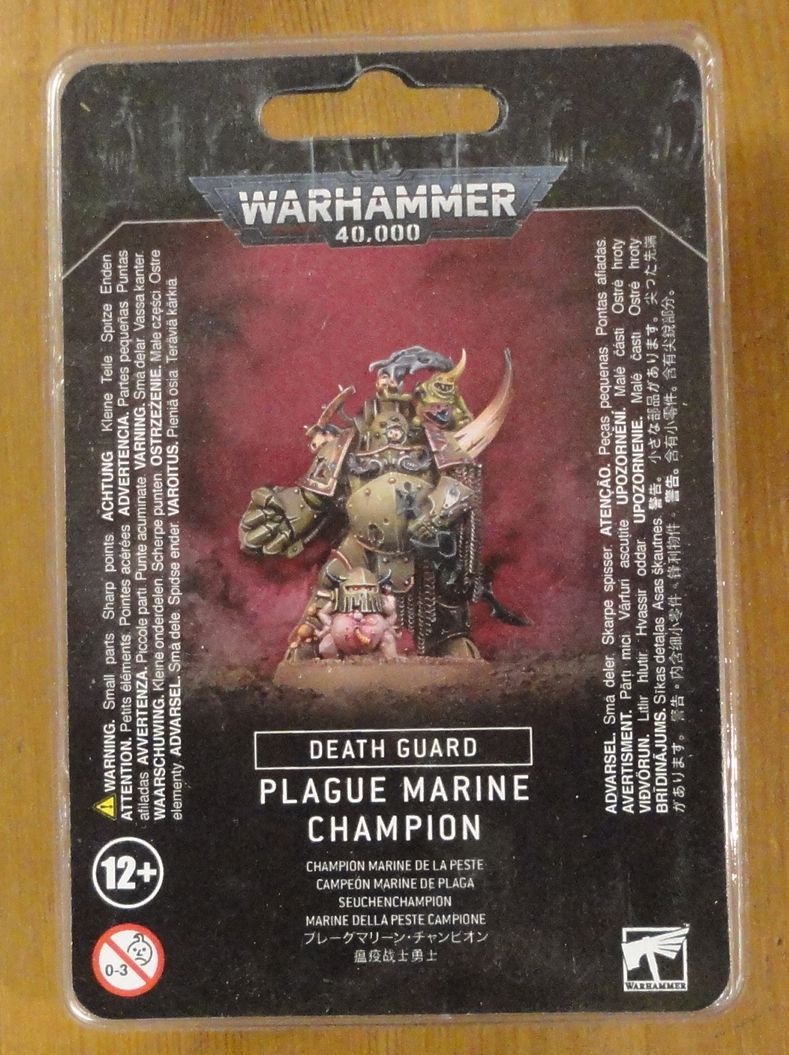 WARHAMMER
40,000
WARNING. Small parts. Sharp points. ACHTUNG Kleine Teile Spitze Enden
ATTENTION. Petits éléments. Pointes acérées ADVERTENCIA. Partes pequeñas Puntas
afiladas AVVERTENZA. Piccole parti. Punte acuminate VARNING. Små delar Vassa kanter.
WAARSCHUWING. Kleine onderdelen. Scherpe punten. OSTRZEŻENIE. Małe części Ostre
elementy ADVARSEL. Små dele. Spidse ender VAROITUS. Pieniä osia Teräviä kärkiä
ADVARSEL. Små deler. Skarpe spisser. ATENÇÃO. Peças pequenas. Pontas afiadas.
AVERTISMENT. Părți mici. Vârfuri ascuțite UPOZORNĚNÍ. Malé části Ostré hroty
VIÐVÖRUN. Litlir hlutir. Hvassir oddar. UPOZORNENIE. Malé časti Ostré hroty
BRĪDINĀJUMS. Sīkas detaļas Asas šķautnes. 警告。 小さな部品があります。尖った先端
があります。 警告。内含细小零件。锋利物件。 警告。含有小零件。含有尖銳部分。
DEATH GUARD
PLAGUE MARINE
CHAMPION
12+
CHAMPION MARINE DE LA PESTE
CAMPEÓN MARINE DE PLAGA
SEUCHENCHAMPION
MARINE DELLA PESTE CAMPIONE
プレーグマリーン・チャンピオン
瘟疫战士勇士
0-3
WARHAMMER